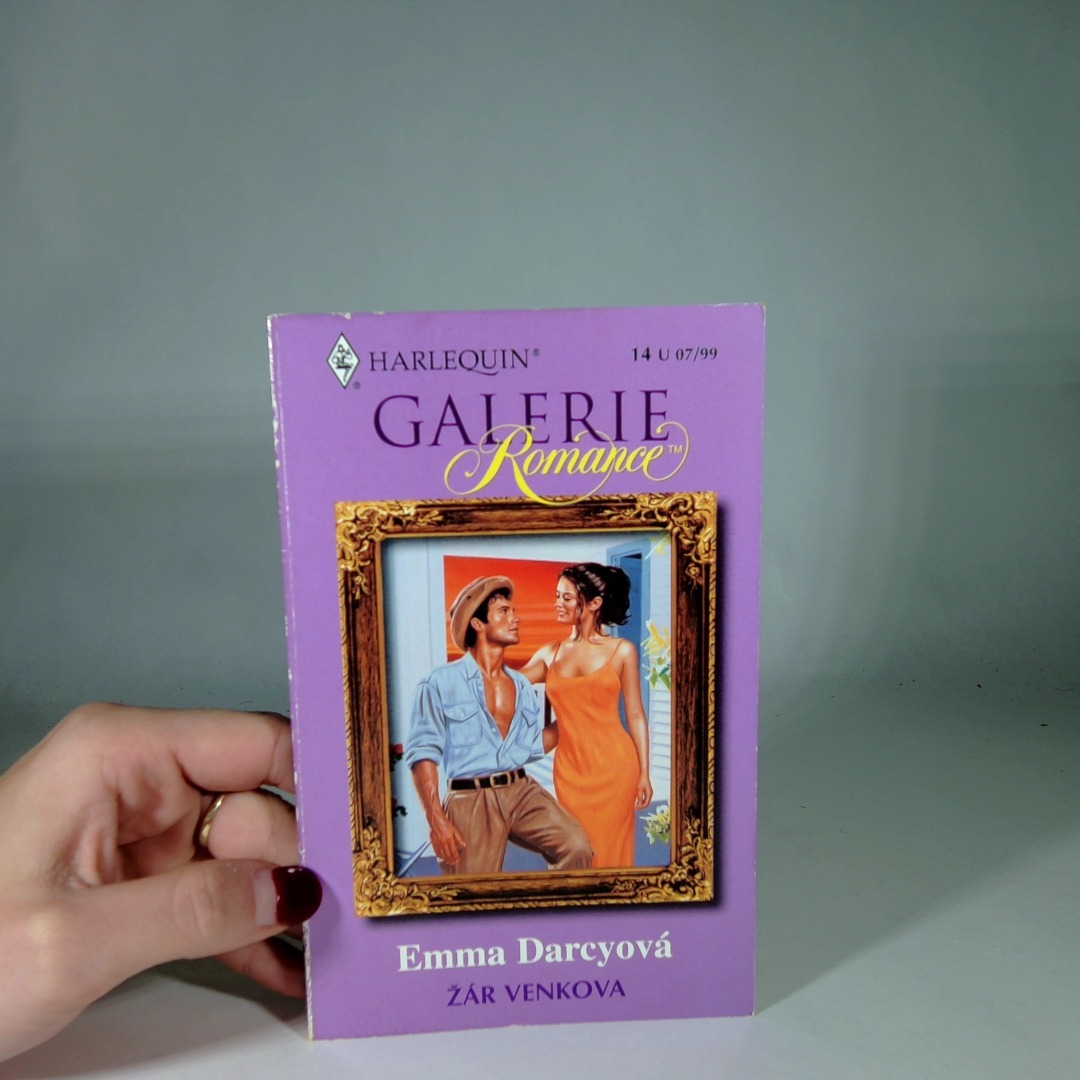 HARLEQUIN® 14 U 07/99
®
GALERIE
Romance™
Emma Darcyová
ŽÁR VENKOVA